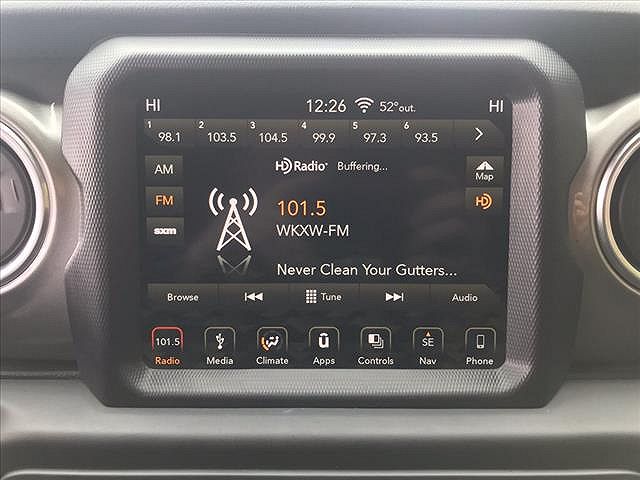 HI 12:26 52°out. HI
1 98.1 2 103.5 3 104.5 4 99.9 5 97.3 6 93.5
AM HD Radio Buffering... Map
FM 101.5 HD
sxm WKXW-FM
Never Clean Your Gutters...
Browse Tune Audio
101.5 SE
Radio Media Climate Apps Controls Nav Phone